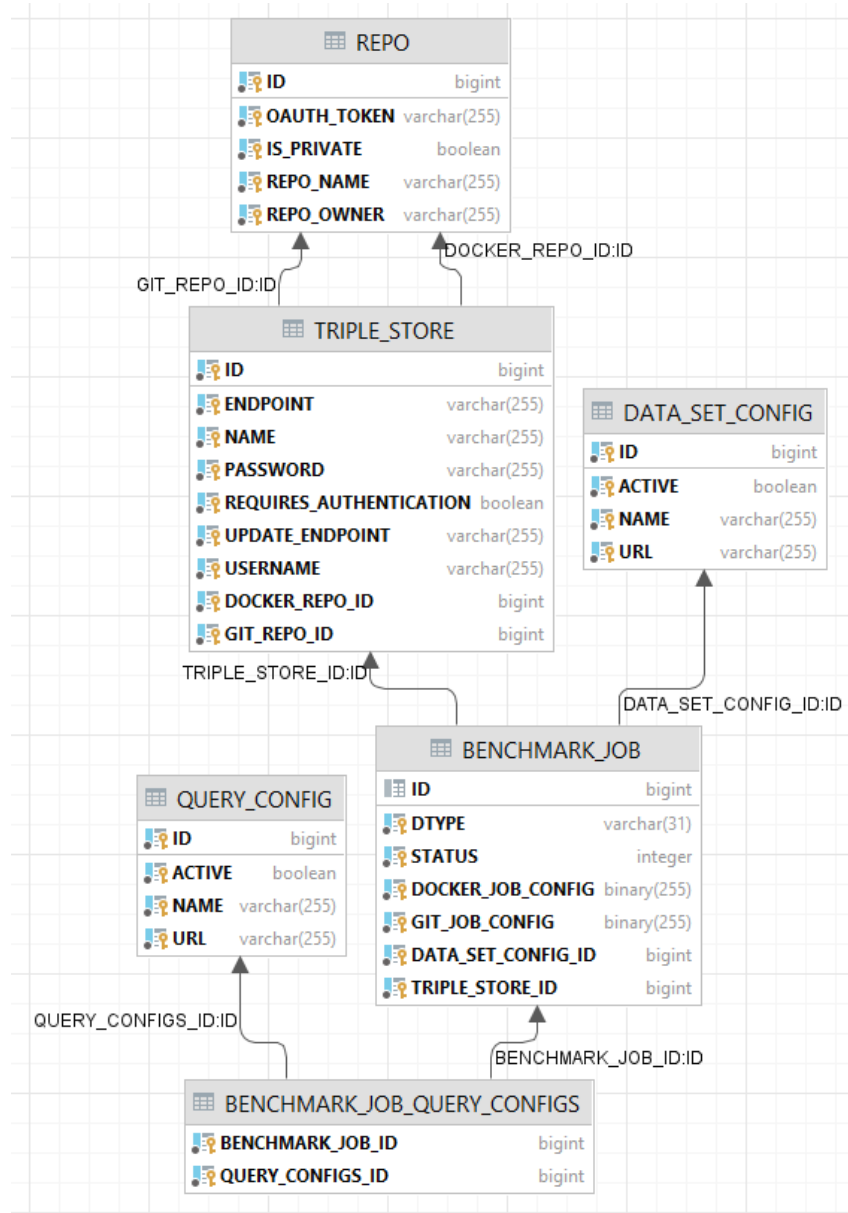 REPO
ID bigint
OAUTH_TOKEN varchar(255)
IS_PRIVATE boolean
REPO_NAME varchar(255)
REPO_OWNER varchar(255)
DOCKER_REPO_ID:ID
GIT_REPO_ID:ID
TRIPLE_STORE
ID bigint
ENDPOINT varchar(255)
NAME varchar(255)
PASSWORD varchar(255)
REQUIRES_AUTHENTICATION boolean
UPDATE_ENDPOINT varchar(255)
USERNAME varchar(255)
DOCKER_REPO_ID bigint
GIT_REPO_ID bigint
DATA_SET_CONFIG
ID bigint
ACTIVE boolean
NAME varchar(255)
URL varchar(255)
TRIPLE_STORE_ID:ID
DATA_SET_CONFIG_ID:ID
BENCHMARK_JOB
ID bigint
DTYPE varchar(31)
STATUS integer
DOCKER_JOB_CONFIG binary(255)
GIT_JOB_CONFIG binary(255)
DATA_SET_CONFIG_ID bigint
TRIPLE_STORE_ID bigint
QUERY_CONFIG
ID bigint
ACTIVE boolean
NAME varchar(255)
URL varchar(255)
QUERY_CONFIGS_ID:ID
BENCHMARK_JOB_ID:ID
BENCHMARK_JOB_QUERY_CONFIGS
BENCHMARK_JOB_ID bigint
QUERY_CONFIGS_ID bigint